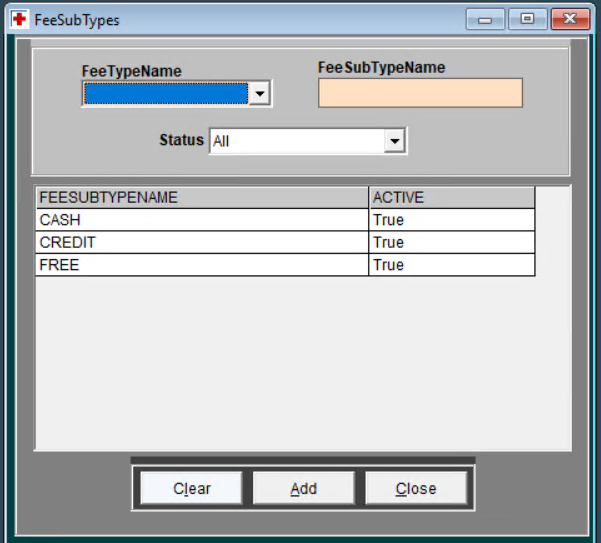 FeeSubTypes
FeeTypeName FeeSubTypeName
Status All
FEESUBTYPENAME ACTIVE
CASH True
CREDIT True
FREE True
Clear Add Close